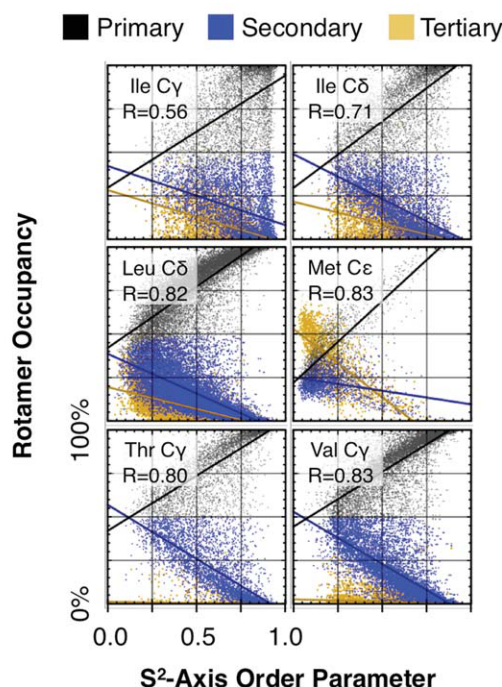 Primary Secondary Tertiary
Ile Cγ
R=0.56
Ile Cδ
R=0.71
Leu Cδ
R=0.82
Met Cε
R=0.83
Thr Cγ
R=0.80
Val Cγ
R=0.83
Rotamer Occupancy
100%
0%
0.0 0.5 1.0
S²-Axis Order Parameter